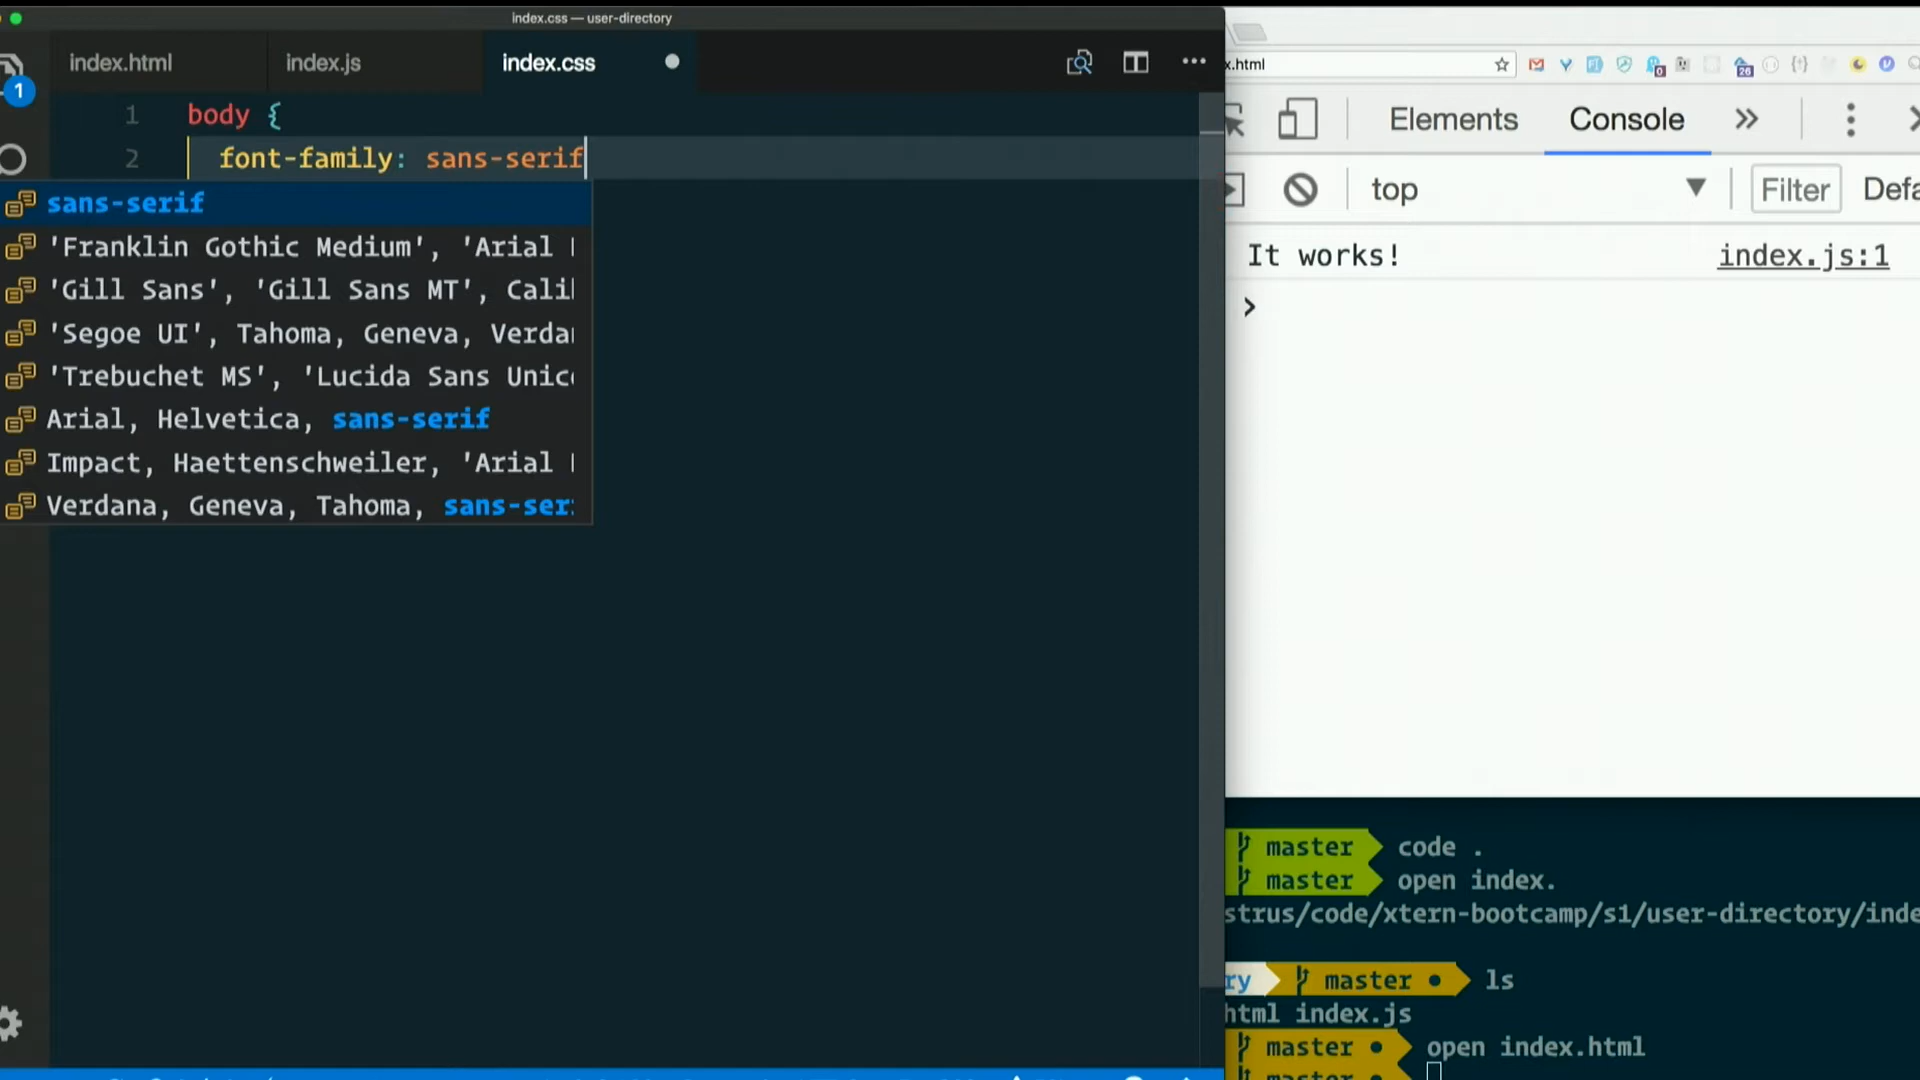 index.css — user-directory
index.html
index.js
index.css
1
1 body {
2 font-family: sans-serif
sans-serif
'Franklin Gothic Medium', 'Arial
'Gill Sans', 'Gill Sans MT', Cali
'Segoe UI', Tahoma, Geneva, Verda
'Trebuchet MS', 'Lucida Sans Unic
Arial, Helvetica, sans-serif
Impact, Haettenschweiler, 'Arial
Verdana, Geneva, Tahoma, sans-ser
x.html
0
26
Elements
Console
top
Filter
Defa
It works!
index.js:1
master code .
master open index.
strus/code/xtern-bootcamp/s1/user-directory/inde
ry master ● ls
html index.js
master ● open index.html
master ●